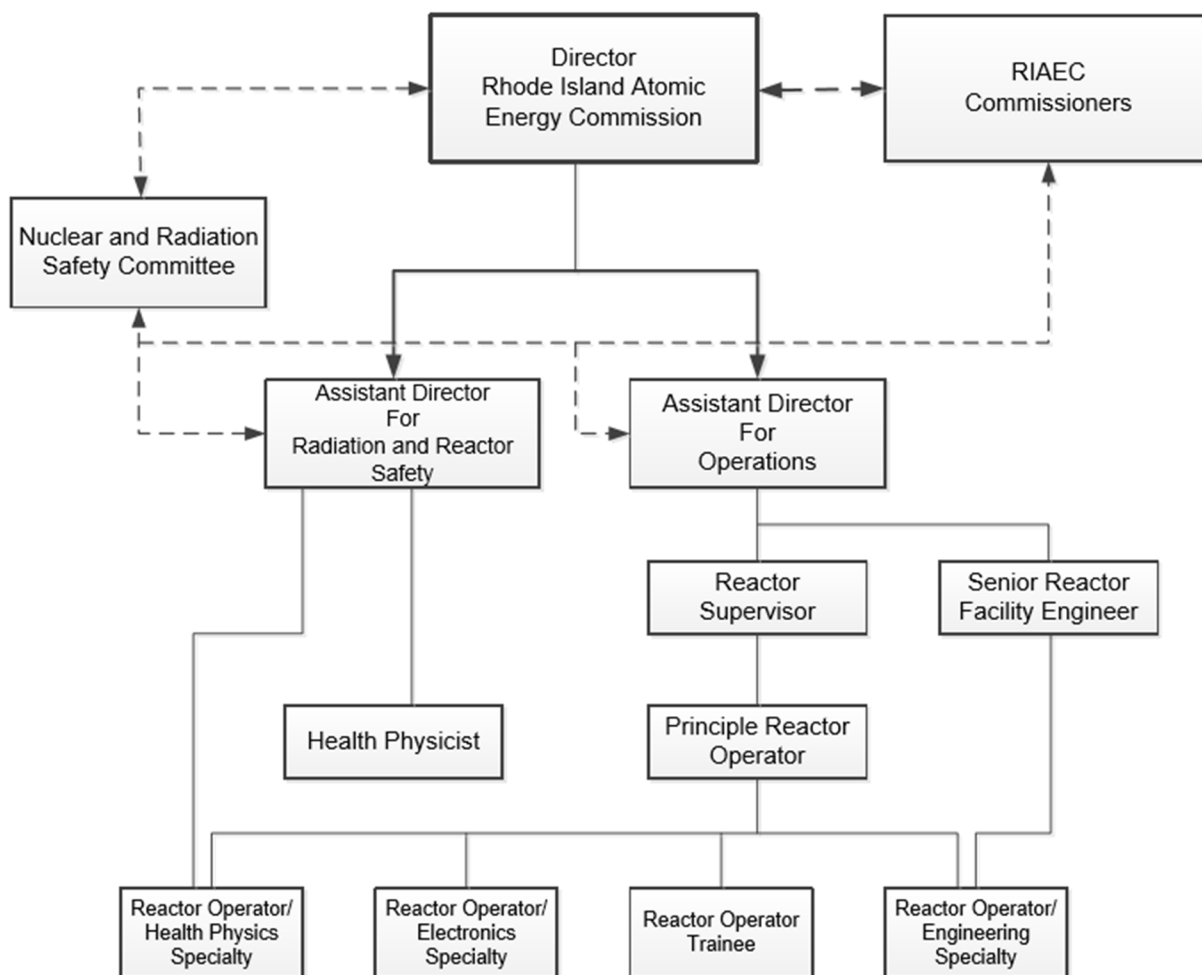 Director
Rhode Island Atomic
Energy Commission
RIAEC
Commissioners
Nuclear and Radiation
Safety Committee
Assistant Director
For
Radiation and Reactor
Safety
Assistant Director
For
Operations
Reactor
Supervisor
Senior Reactor
Facility Engineer
Health Physicist
Principle Reactor
Operator
Reactor Operator/
Health Physics
Specialty
Reactor Operator/
Electronics
Specialty
Reactor Operator
Trainee
Reactor Operator/
Engineering
Specialty